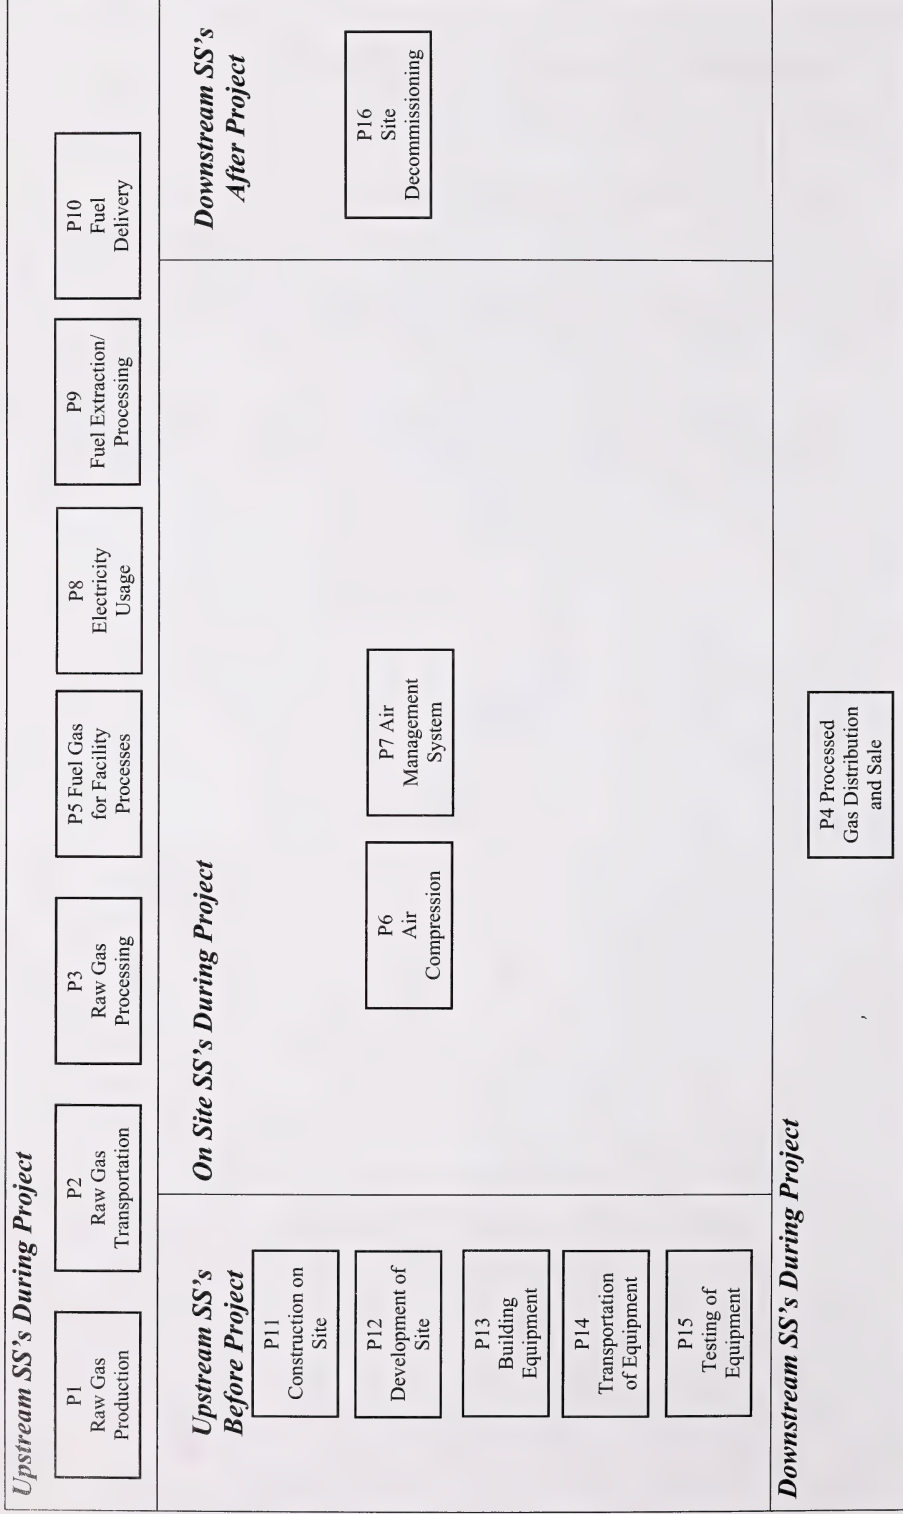 Upstream SS's During Project
P1
Raw Gas
Production
P2
Raw Gas
Transportation
P3
Raw Gas
Processing
P5 Fuel Gas
for Facility
Processes
P8
Electricity
Usage
P9
Fuel Extraction/
Processing
P10
Fuel
Delivery
Upstream SS's
Before Project
P11
Construction on
Site
P12
Development of
Site
P13
Building
Equipment
P14
Transportation
of Equipment
P15
Testing of
Equipment
On Site SS's During Project
P6
Air
Compression
P7 Air
Management
System
Downstream SS's
After Project
P16
Site
Decommissioning
Downstream SS's During Project
P4 Processed
Gas Distribution
and Sale